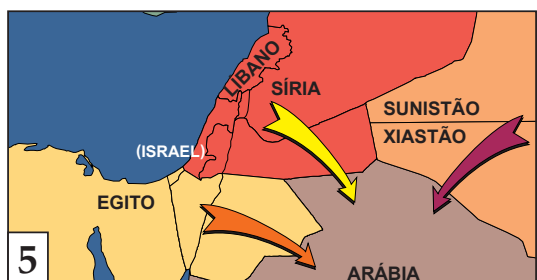 LÍBANO
SÍRIA
SUNISTÃO
XIASTÃO
(ISRAEL)
EGITO
5
ARÁBIA